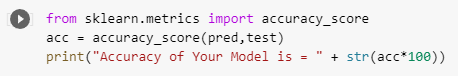 from sklearn.metrics import accuracy_score
acc = accuracy_score(pred,test)
print("Accuracy of Your Model is = " + str(acc*100))